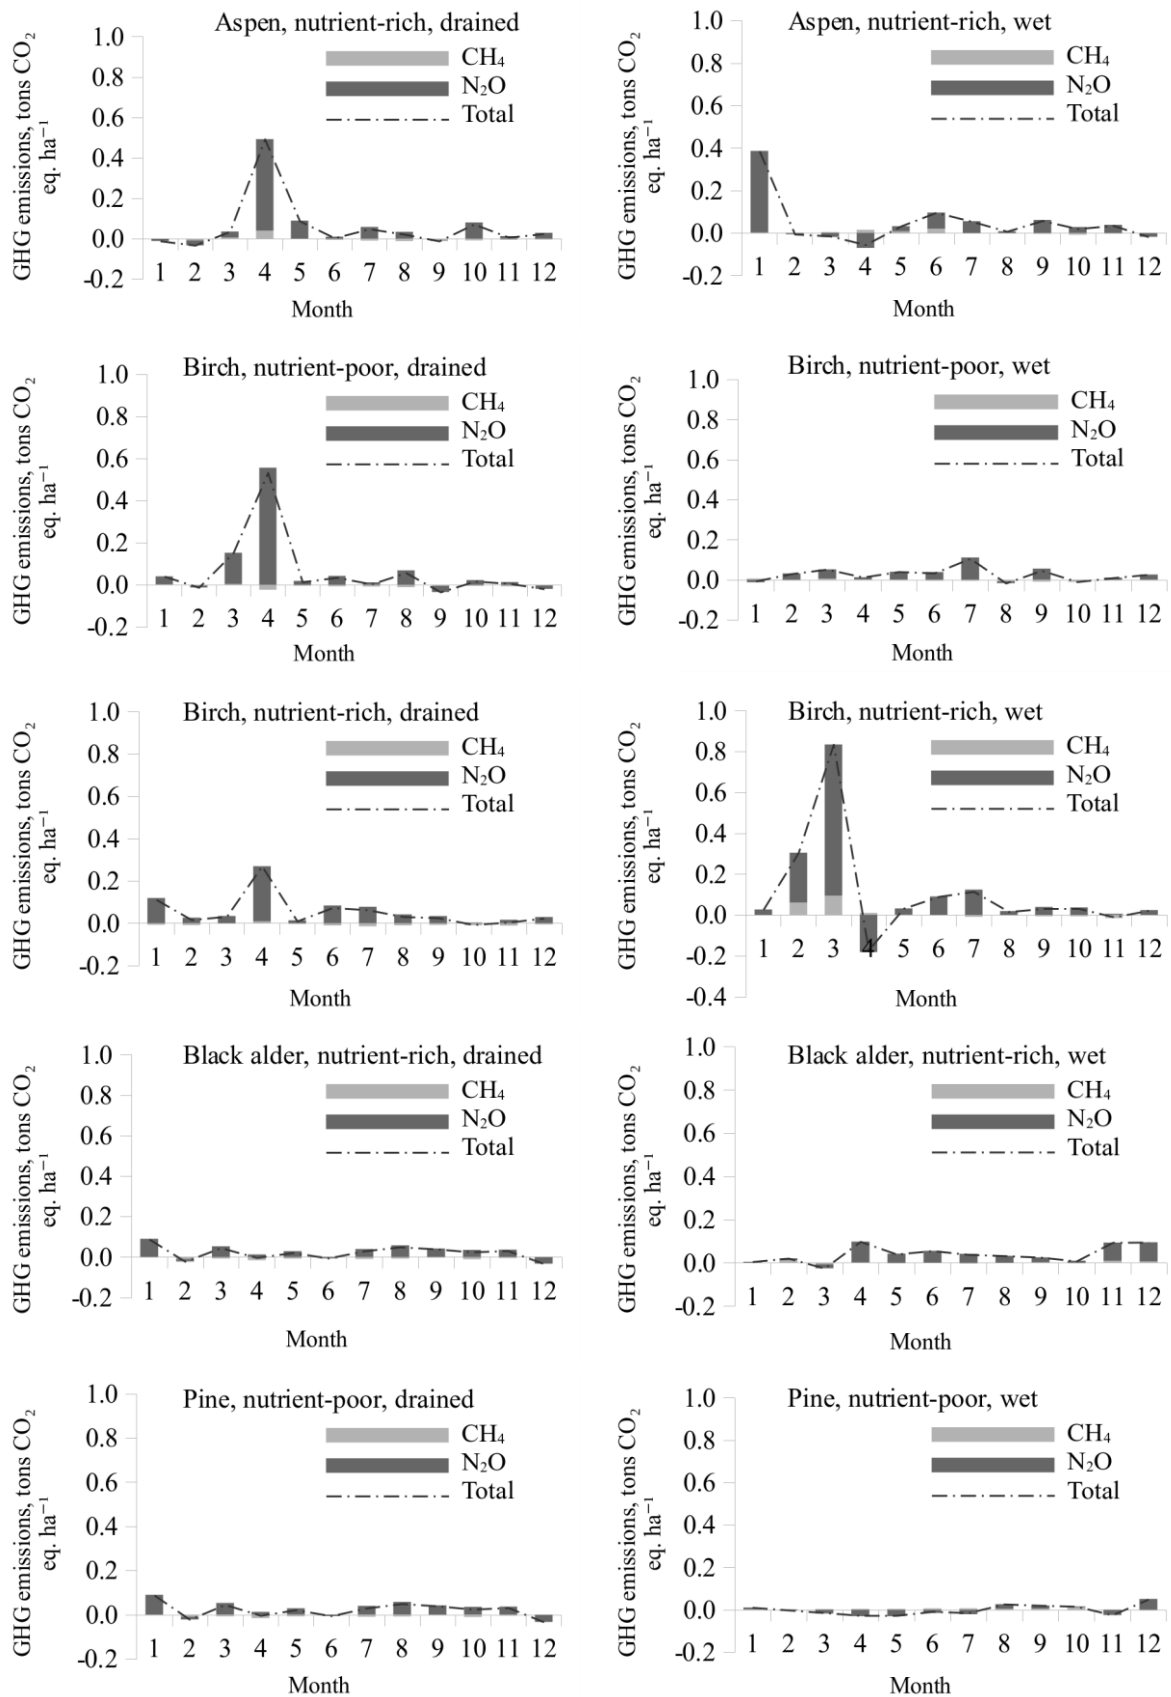 Aspen, nutrient-rich, drained
1.0
0.8
0.6
0.4
0.2
0.0
-0.2
GHG emissions, tons CO₂
eq. ha⁻¹
CH₄
N₂O
Total
1 2 3 4 5 6 7 8 9 10 11 12
Month
Aspen, nutrient-rich, wet
1.0
0.8
0.6
0.4
0.2
0.0
-0.2
GHG emissions, tons CO₂
eq. ha⁻¹
CH₄
N₂O
Total
1 2 3 4 5 6 7 8 9 10 11 12
Month
Birch, nutrient-poor, drained
1.0
0.8
0.6
0.4
0.2
0.0
-0.2
GHG emissions, tons CO₂
eq. ha⁻¹
CH₄
N₂O
Total
1 2 3 4 5 6 7 8 9 10 11 12
Month
Birch, nutrient-poor, wet
1.0
0.8
0.6
0.4
0.2
0.0
-0.2
GHG emissions, tons CO₂
eq. ha⁻¹
CH₄
N₂O
Total
1 2 3 4 5 6 7 8 9 10 11 12
Month
Birch, nutrient-rich, drained
1.0
0.8
0.6
0.4
0.2
0.0
-0.2
GHG emissions, tons CO₂
eq. ha⁻¹
CH₄
N₂O
Total
1 2 3 4 5 6 7 8 9 10 11 12
Month
Birch, nutrient-rich, wet
1.0
0.8
0.6
0.4
0.2
0.0
-0.2
-0.4
GHG emissions, tons CO₂
eq. ha⁻¹
CH₄
N₂O
Total
1 2 3 4 5 6 7 8 9 10 11 12
Month
Black alder, nutrient-rich, drained
1.0
0.8
0.6
0.4
0.2
0.0
-0.2
GHG emissions, tons CO₂
eq. ha⁻¹
CH₄
N₂O
Total
1 2 3 4 5 6 7 8 9 10 11 12
Month
Black alder, nutrient-rich, wet
1.0
0.8
0.6
0.4
0.2
0.0
-0.2
GHG emissions, tons CO₂
eq. ha⁻¹
CH₄
N₂O
Total
1 2 3 4 5 6 7 8 9 10 11 12
Month
Pine, nutrient-poor, drained
1.0
0.8
0.6
0.4
0.2
0.0
-0.2
GHG emissions, tons CO₂
eq. ha⁻¹
CH₄
N₂O
Total
1 2 3 4 5 6 7 8 9 10 11 12
Month
Pine, nutrient-poor, wet
1.0
0.8
0.6
0.4
0.2
0.0
-0.2
GHG emissions, tons CO₂
eq. ha⁻¹
CH₄
N₂O
Total
1 2 3 4 5 6 7 8 9 10 11 12
Month